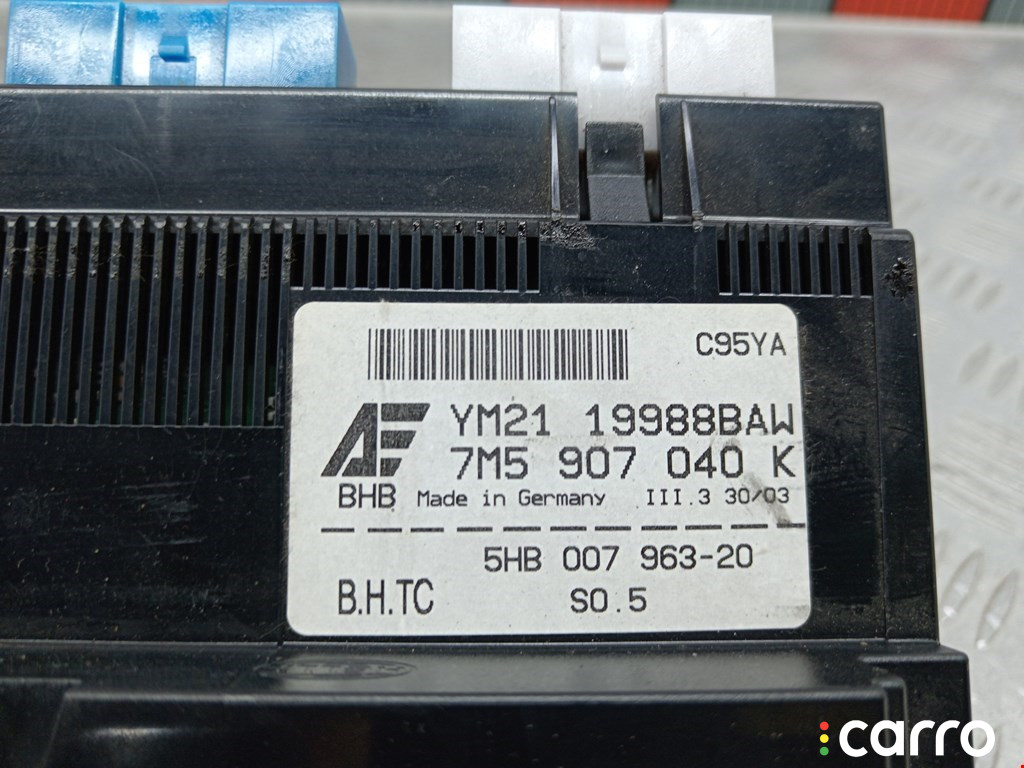 C95YA
AE YM21 19988BAW
7M5 907 040 K
BHB Made in Germany III.3 30/03
5HB 007 963-20
B.H.TC SO.5
carro